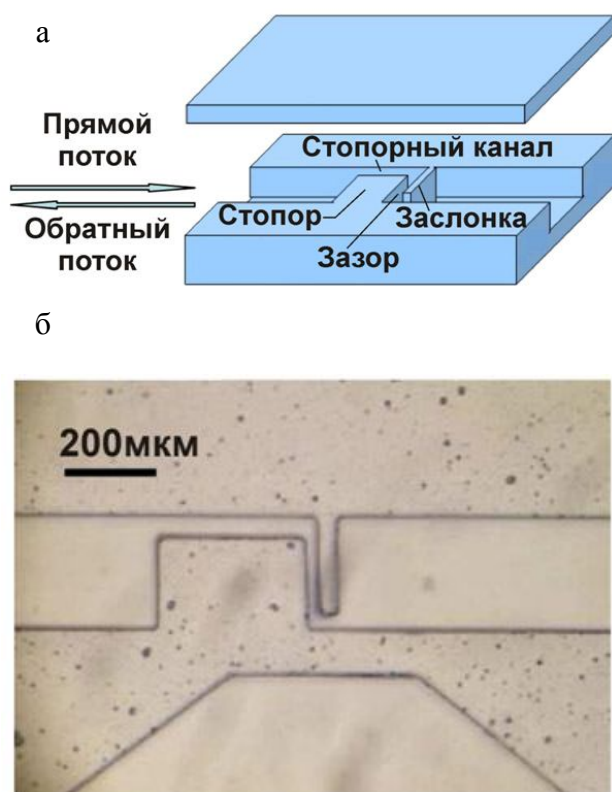 а
Прямой
поток
Обратный
поток
Стопорный канал
Стопор
Заслонка
Зазор
б
200мкм